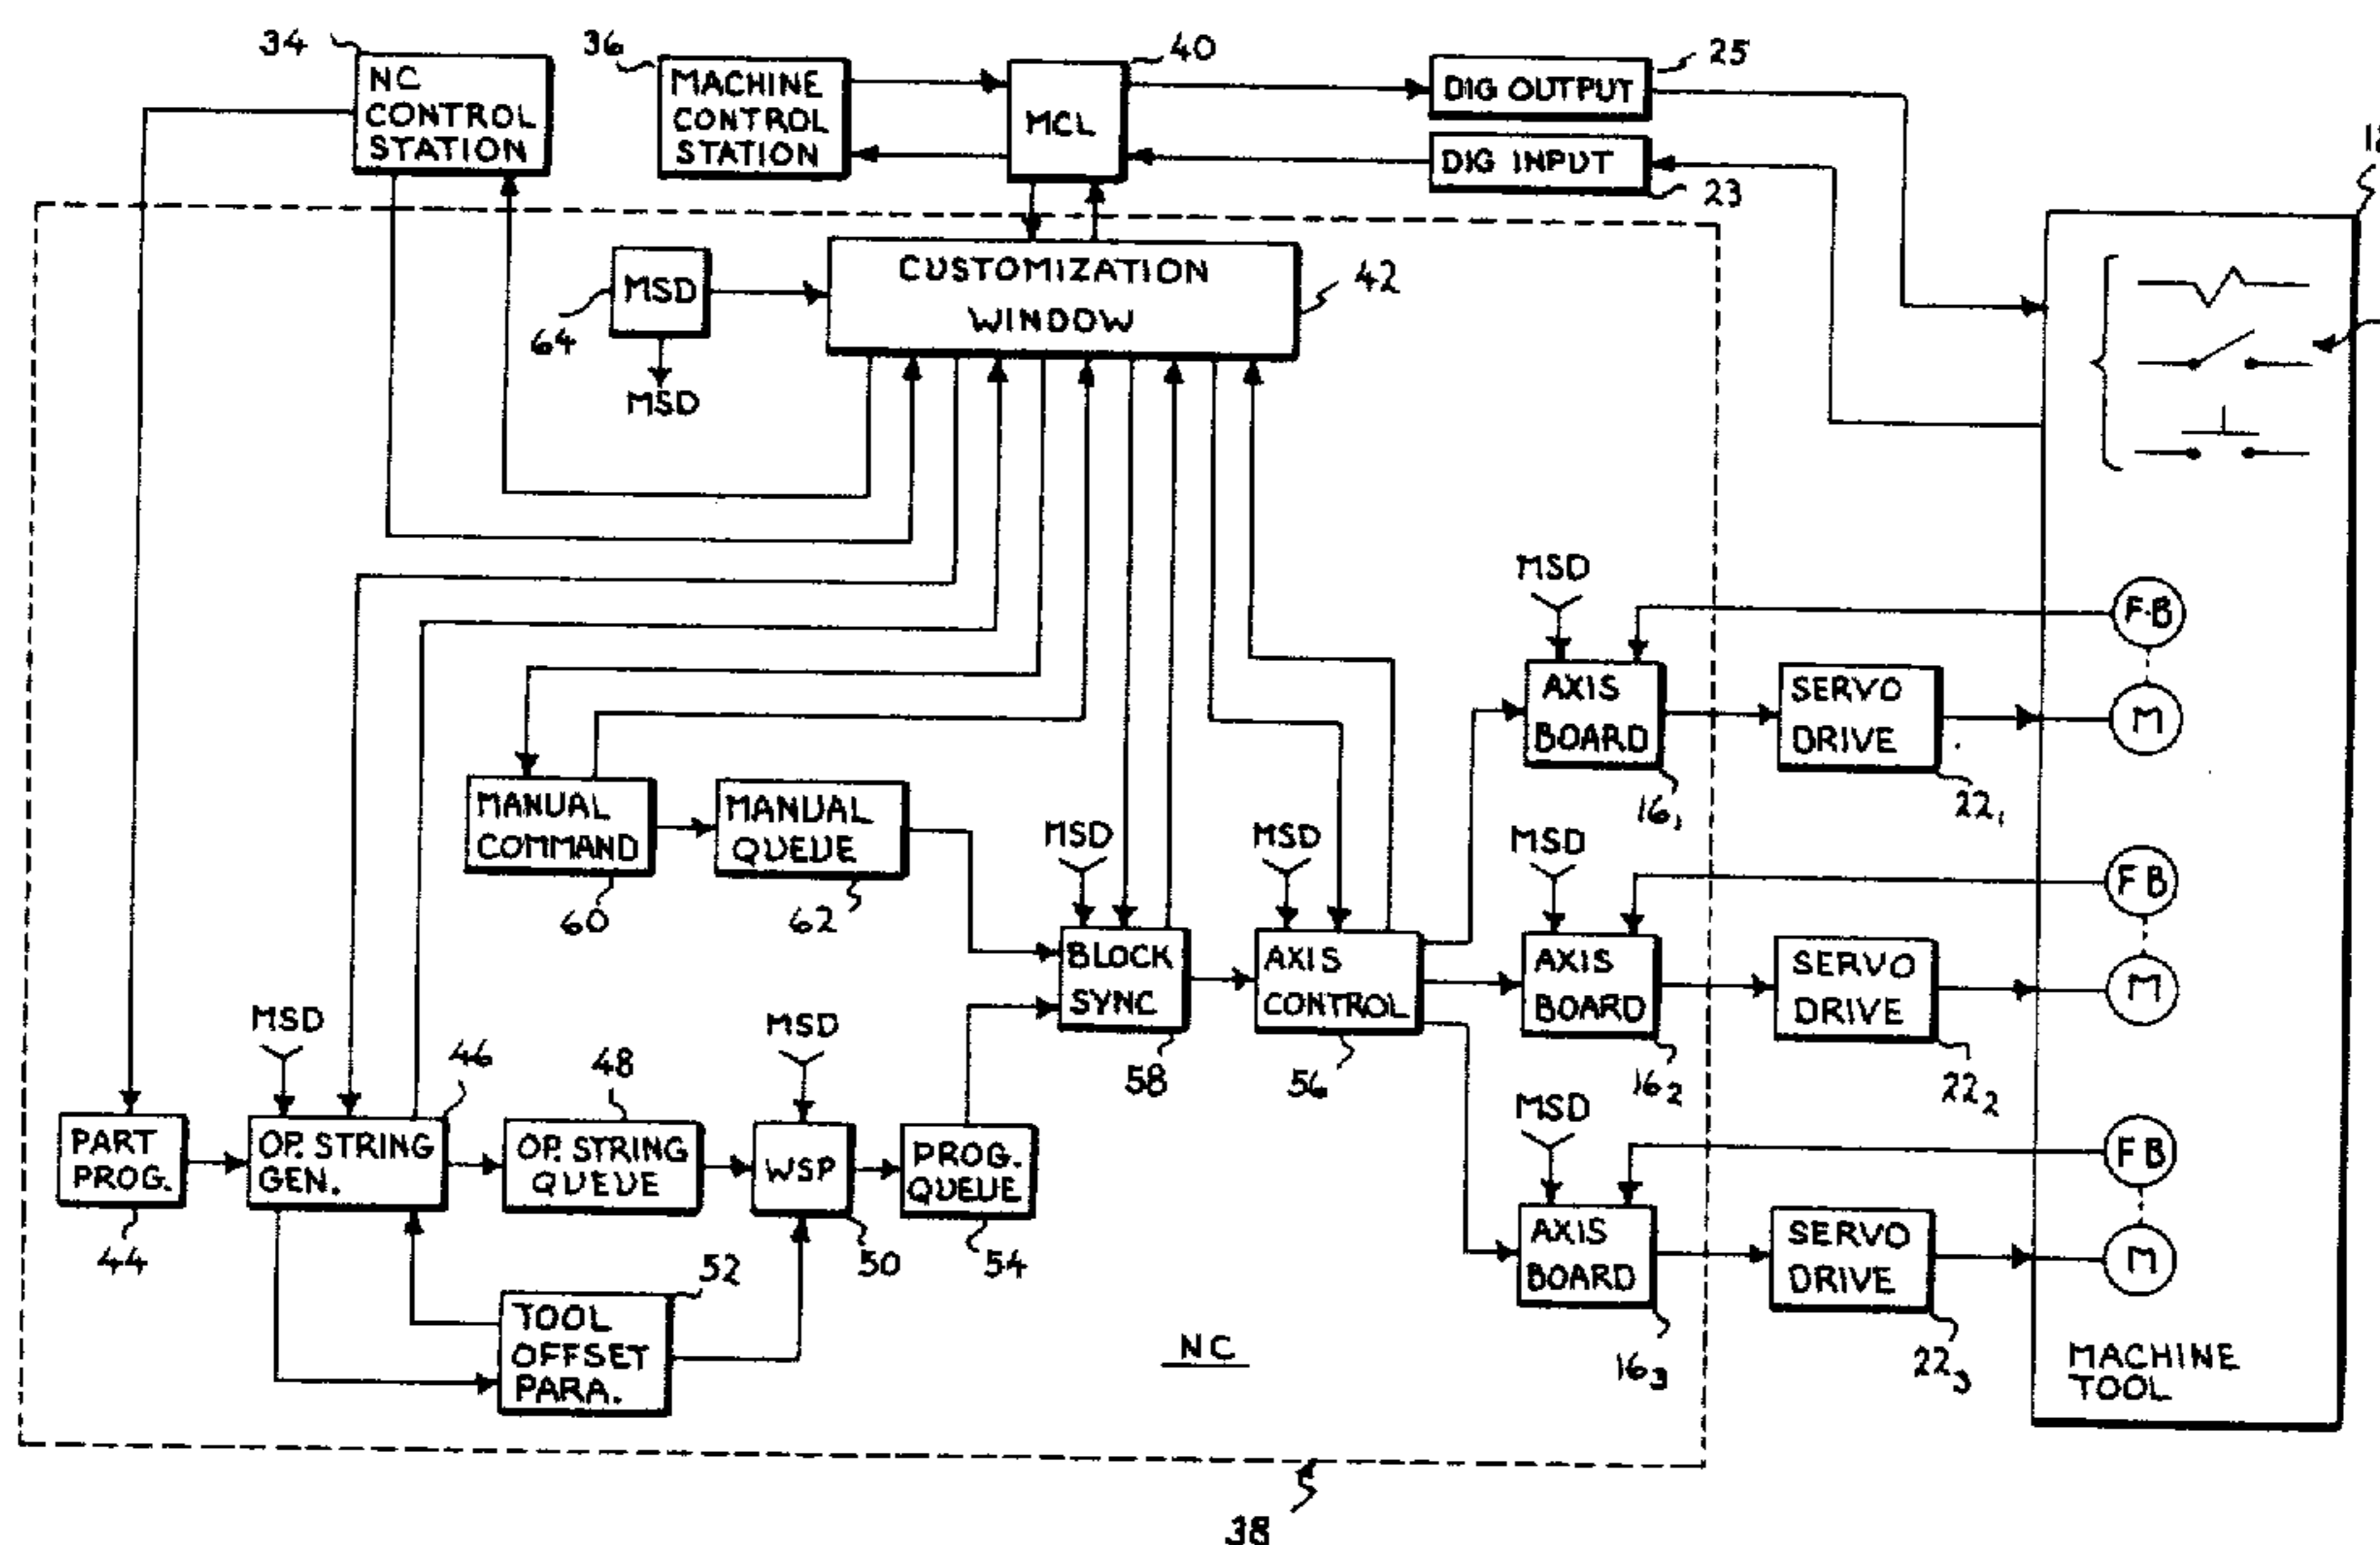 34
NC
CONTROL
STATION
36
MACHINE
CONTROL
STATION
40
MCL
DIG OUTPUT
25
DIG INPUT
23
MSD
64
MSD
CUSTOMIZATION
WINDOW
42
MANUAL
COMMAND
60
MANUAL
QUEUE
62
MSD
BLOCK
SYNC
58
MSD
AXIS
CONTROL
56
MSD
AXIS
BOARD
16₁
SERVO
DRIVE
22₁
F-B
M
MSD
AXIS
BOARD
16₂
SERVO
DRIVE
22₂
FB
M
MSD
AXIS
BOARD
16₃
SERVO
DRIVE
22₃
FB
M
MACHINE
TOOL
PART
PROG.
44
MSD
OP. STRING
GEN.
46
OP. STRING
QUEUE
48
MSD
WSP
50
PROG.
QUEUE
54
TOOL
OFFSET
PARA.
52
NC
38